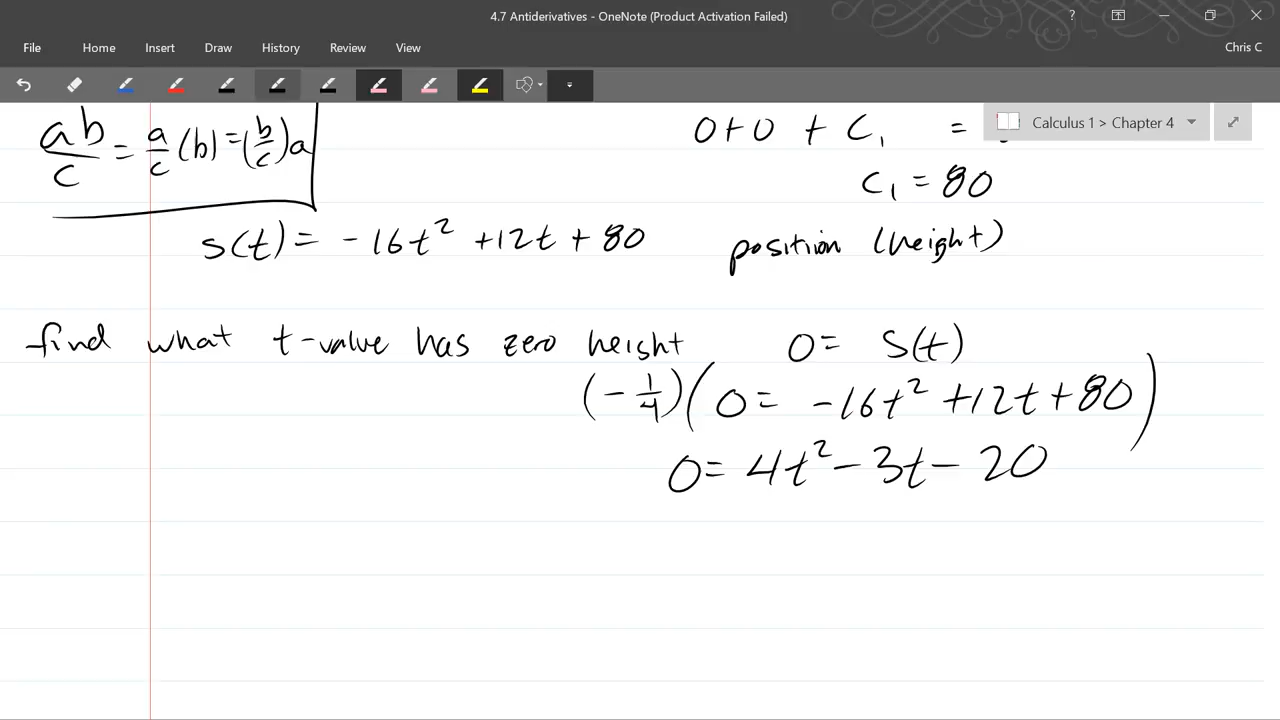 4.7 Antiderivatives - OneNote (Product Activation Failed)
File Home Insert Draw History Review View Chris C
Calculus 1 > Chapter 4
ab/c = a/c (b) = (b/c)a
0+0 + C₁ =
C₁ = 80
s(t) = -16t² +12t + 80 position (height)
find what t-value has zero height 0 = s(t)
(-1/4)(0 = -16t² +12t +80)
0 = 4t² - 3t - 20